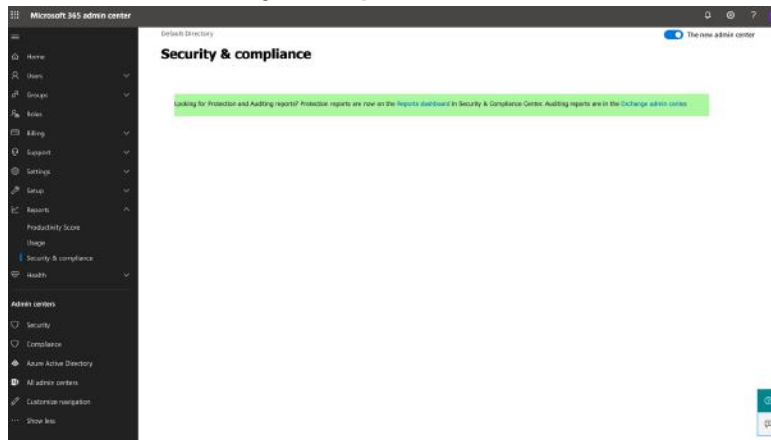 Microsoft 365 admin center
?
Default Directory
The new admin center
Security & compliance
Home
Users
Groups
Roles
Billing
Support
Settings
Setup
Reports
Productivity Score
Usage
Security & compliance
Health
Looking for Protection and Auditing reports? Protection reports are now on the Reports dashboard in Security & Compliance Center. Auditing reports are in the Exchange admin center
Admin centers
Security
Compliance
Azure Active Directory
All admin centers
Customize navigation
Show less